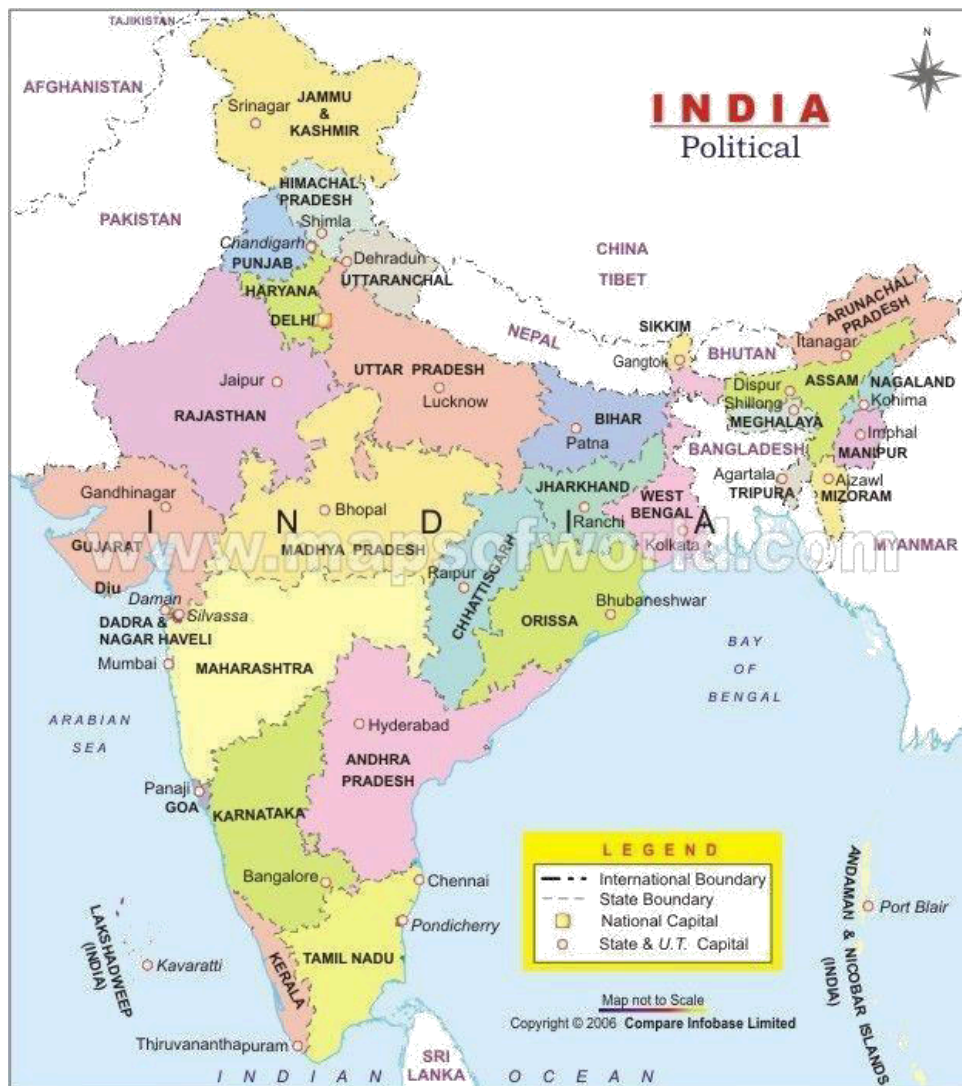 TAJIKISTAN
AFGHANISTAN
N
JAMMU
&
KASHMIR
Srinagar
INDIA
Political
HIMACHAL
PRADESH
Shimla
PAKISTAN
Chandigarh
PUNJAB
Dehradun
UTTARANCHAL
CHINA
TIBET
HARYANA
DELHI
ARUNACHAL
PRADESH
NEPAL
SIKKIM
Gangtok
BHUTAN
Itanagar
Jaipur
RAJASTHAN
UTTAR PRADESH
Lucknow
BIHAR
Patna
Dispur
Shillong
MEGHALAYA
ASSAM
NAGALAND
Kohima
Imphal
MANIPUR
BANGLADESH
Agartala
TRIPURA
Aizawl
MIZORAM
Gandhinagar
GUJARAT
INDIA
Bhopal
MADHYA PRADESH
JHARKHAND
Ranchi
WEST
BENGAL
Kolkata
MYANMAR
www.mapsofworld.com
Diu
Daman
Silvassa
DADRA &
NAGAR HAVELI
Mumbai
MAHARASHTRA
Raipur
CHHATTISGARH
ORISSA
Bhubaneshwar
BAY
OF
BENGAL
ARABIAN
SEA
Hyderabad
ANDHRA
PRADESH
Panaji
GOA
KARNATAKA
Bangalore
Chennai
Pondicherry
LAKSHADWEEP
(INDIA)
Kavaratti
KERALA
TAMIL NADU
Thiruvananthapuram
SRI
LANKA
INDIAN OCEAN
LEGEND
International Boundary
State Boundary
National Capital
State & U.T. Capital
Map not to Scale
Copyright © 2006 Compare Infobase Limited
ANDAMAN & NICOBAR ISLANDS
(INDIA)
Port Blair